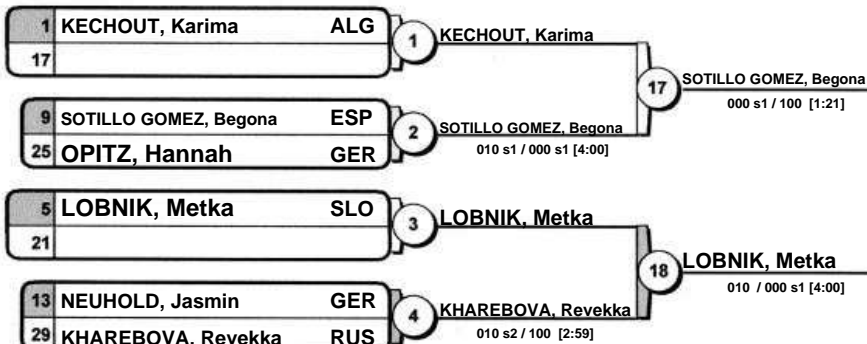 1 KECHOUT, Karima ALG
17
1 KECHOUT, Karima
9 SOTILLO GOMEZ, Begona ESP
25 OPITZ, Hannah GER
2 SOTILLO GOMEZ, Begona
010 s1 / 000 s1 [4:00]
17 SOTILLO GOMEZ, Begona
000 s1 / 100 [1:21]
5 LOBNIK, Metka SLO
21
3 LOBNIK, Metka
13 NEUHOLD, Jasmin GER
29 KHAREBOVA, Revekka RUS
4 KHAREBOVA, Revekka
010 s2 / 100 [2:59]
18 LOBNIK, Metka
010 / 000 s1 [4:00]